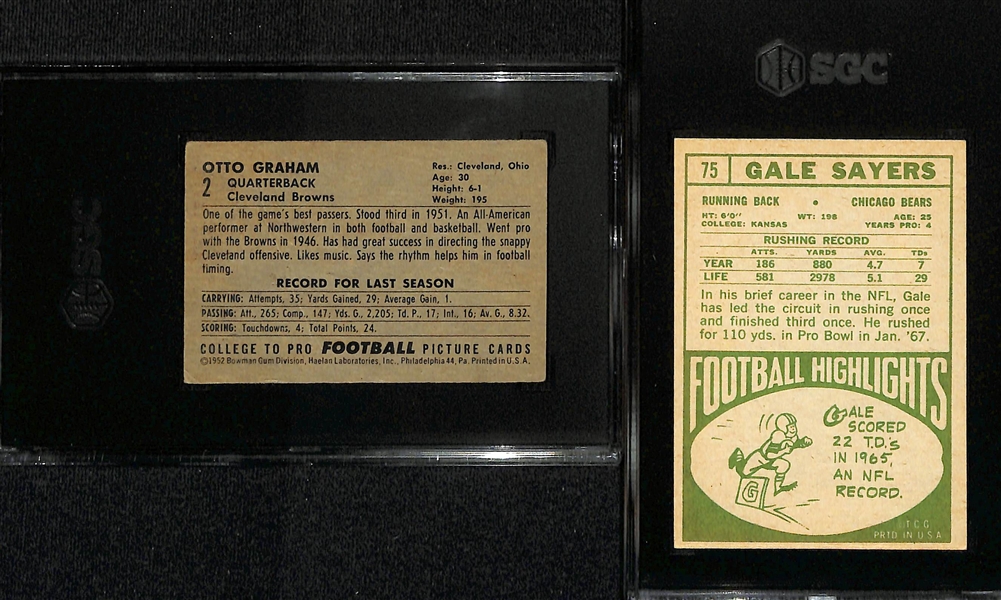 SGC
OTTO GRAHAM
2 QUARTERBACK
Cleveland Browns
Res.: Cleveland, Ohio
Age: 30
Height: 6-1
Weight: 195
One of the game's best passers. Stood third in 1951. An All-American
performer at Northwestern in both football and basketball. Went pro
with the Browns in 1946. Has had great success in directing the snappy
Cleveland offensive. Likes music. Says the rhythm helps him in football
timing.
RECORD FOR LAST SEASON
CARRYING: Attempts, 35; Yards Gained, 29; Average Gain, 1.
PASSING: Att., 265; Comp., 147; Yds. G., 2,205; Td. P., 17; Int., 16; Av. G., 8.32.
SCORING: Touchdowns, 4; Total Points, 24.
COLLEGE TO PRO FOOTBALL PICTURE CARDS
©1952 Bowman Gum Division, Haelan Laboratories, Inc., Philadelphia 44, Pa. Printed in U.S.A.
SGC
75 GALE SAYERS
RUNNING BACK • CHICAGO BEARS
HT: 6'0" WT: 198 AGE: 25
COLLEGE: KANSAS YEARS PRO: 4
RUSHING RECORD
ATTS. YARDS AVG. TDs
YEAR 186 880 4.7 7
LIFE 581 2978 5.1 29
In his brief career in the NFL, Gale
has led the circuit in rushing once
and finished third once. He rushed
for 110 yds. in Pro Bowl in Jan. '67.
FOOTBALL HIGHLIGHTS
GALE
SCORED
22 T.D.'S
IN 1965,
AN NFL
RECORD.
G
T.C.G
PRTD IN U.S.A